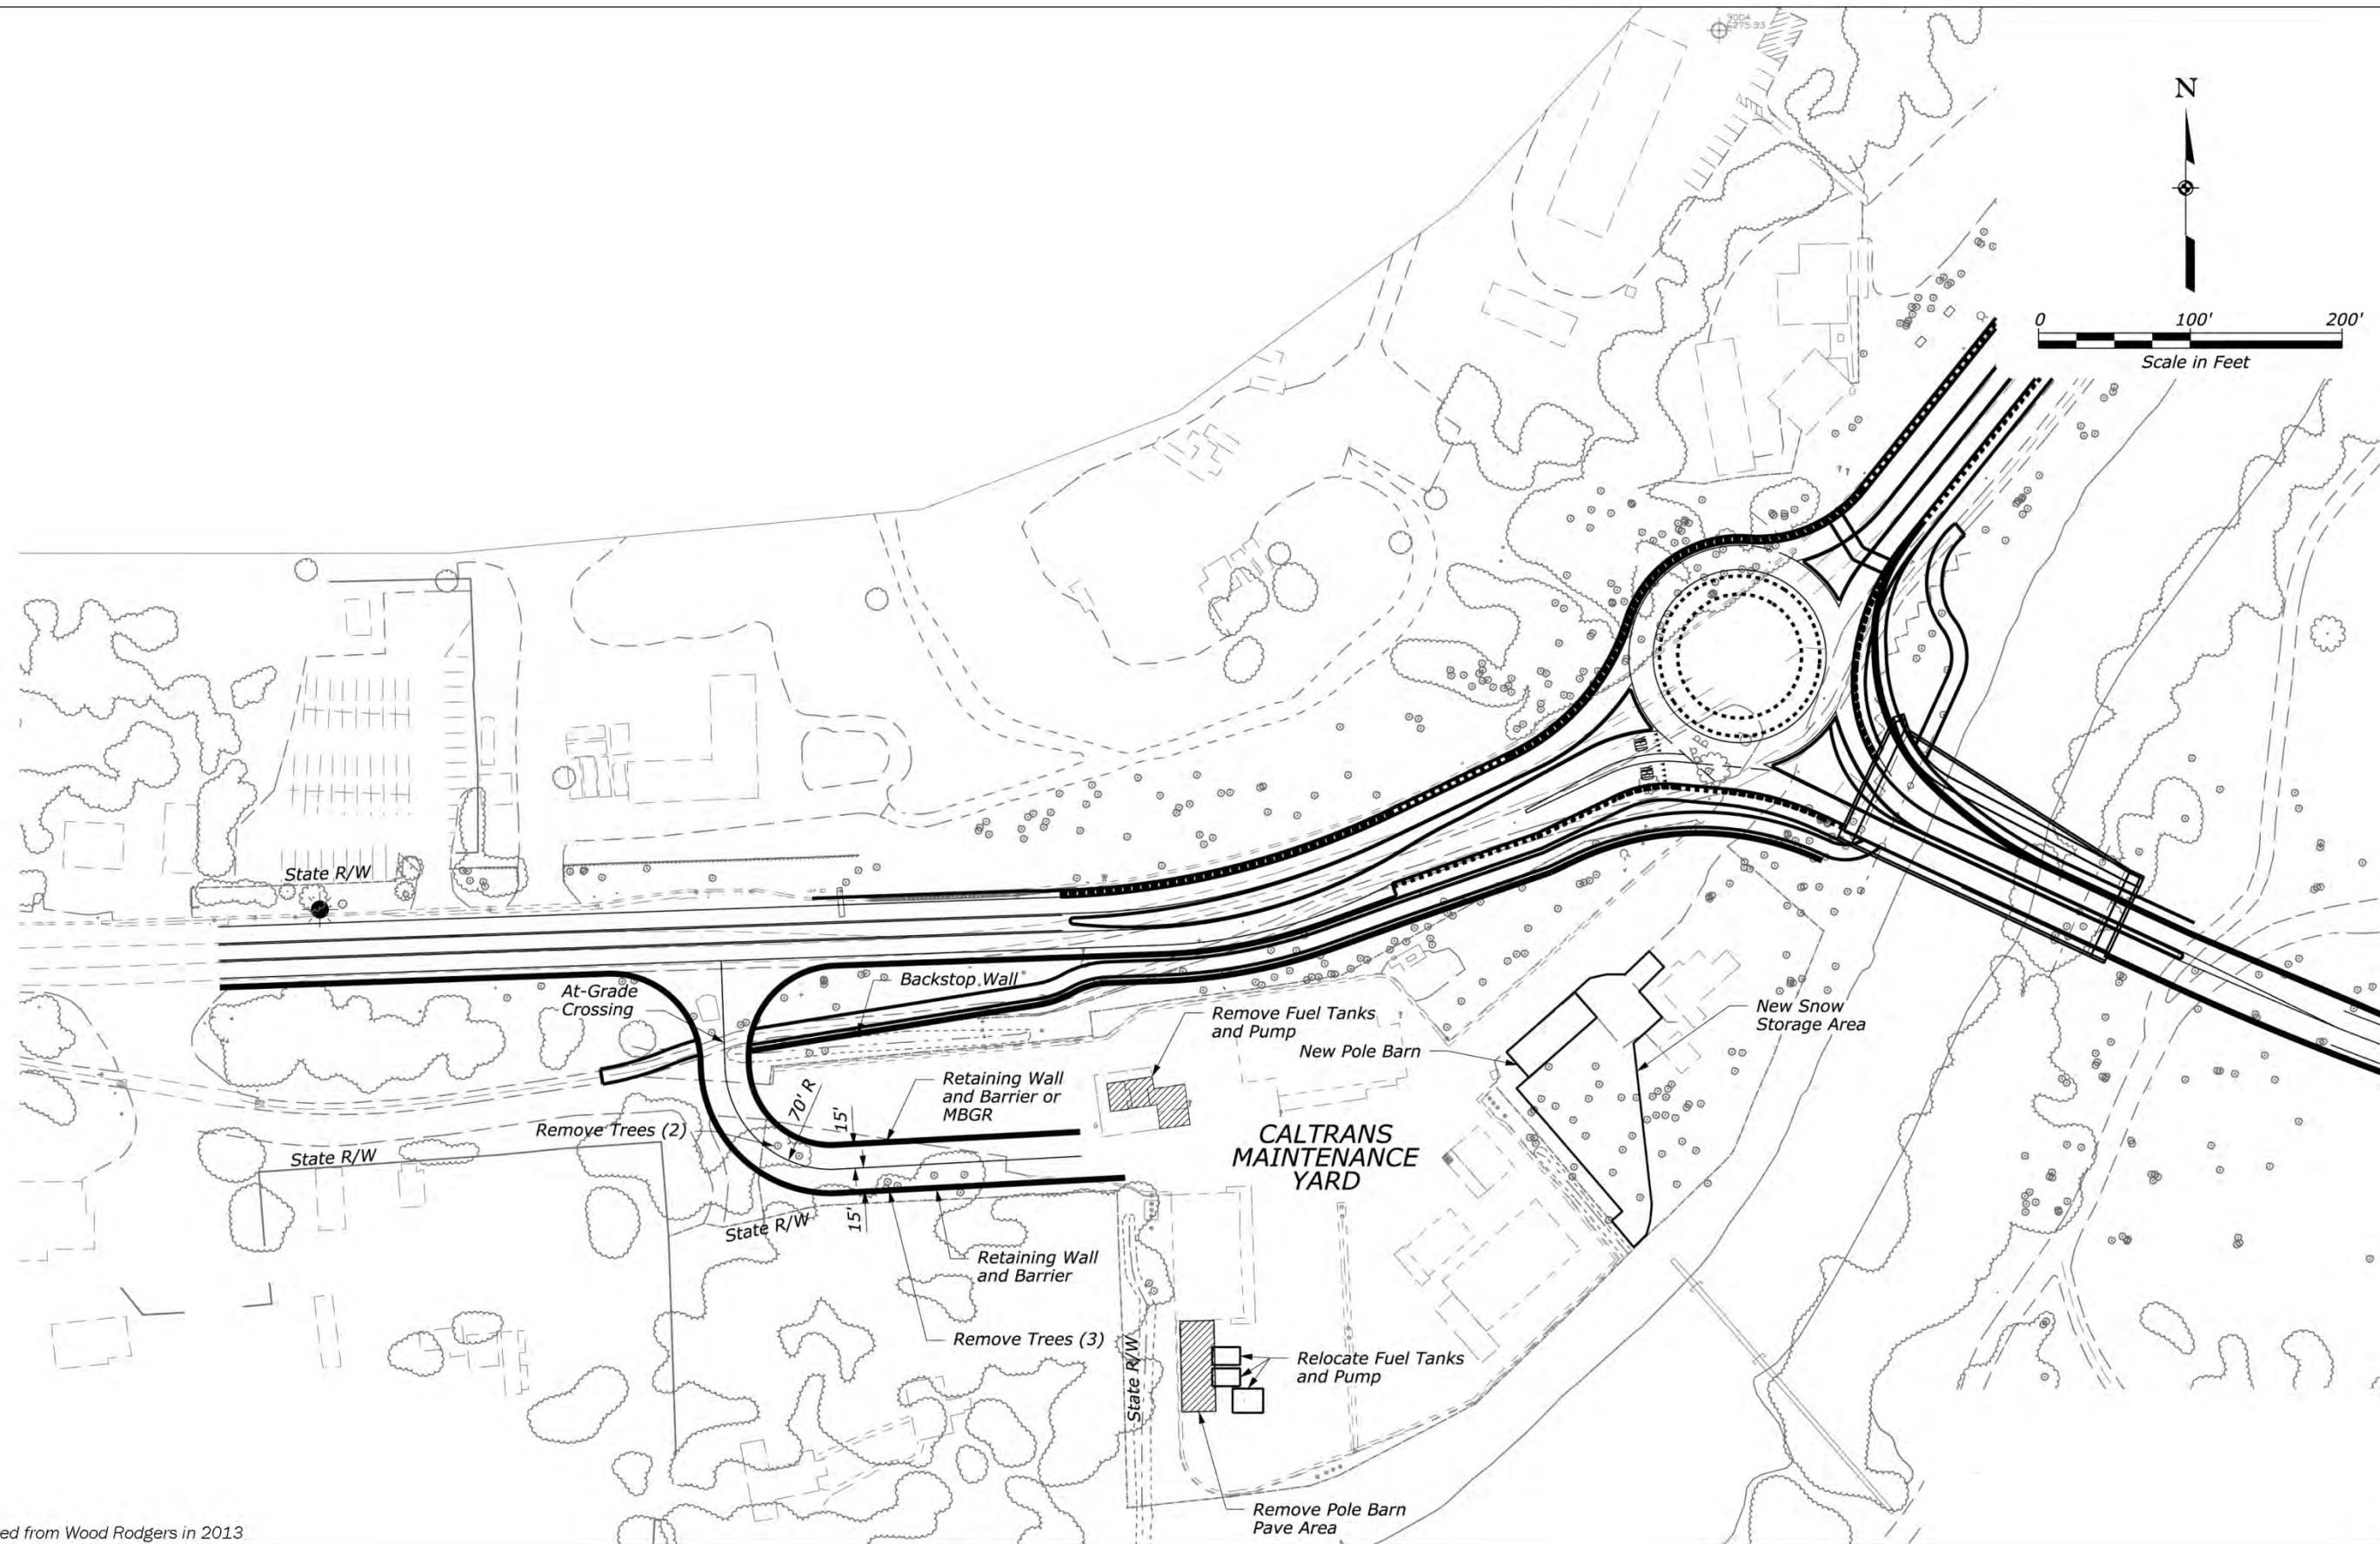 9004
6275.93
N
0 100' 200'
Scale in Feet
State R/W
At-Grade
Crossing
Backstop Wall
Remove Fuel Tanks
and Pump
New Snow
Storage Area
New Pole Barn
Retaining Wall
and Barrier or
MBGR
70' R
15'
Remove Trees (2)
CALTRANS
MAINTENANCE
YARD
State R/W
State R/W
15'
Retaining Wall
and Barrier
Remove Trees (3)
State R/W
Relocate Fuel Tanks
and Pump
Remove Pole Barn
Pave Area
ed from Wood Rodgers in 2013